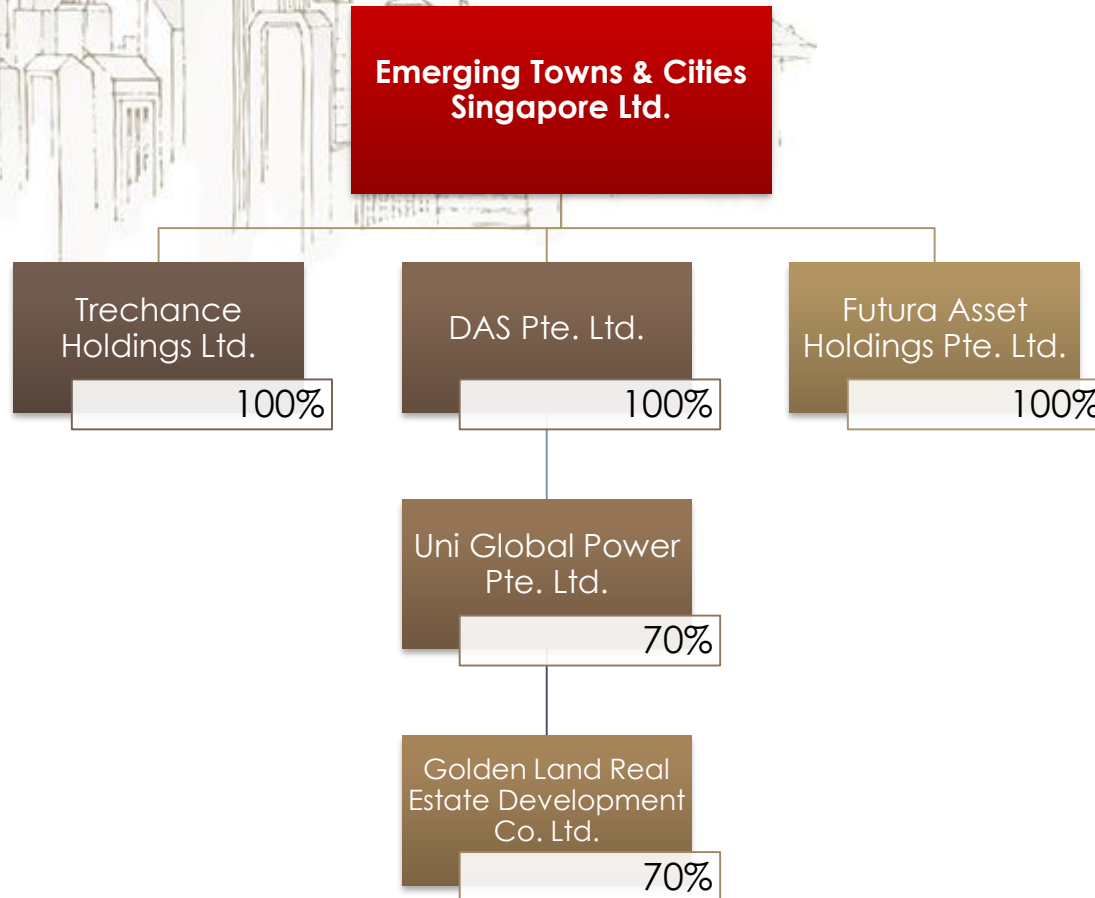 Emerging Towns & Cities
Singapore Ltd.
Trechance
Holdings Ltd.
100%
DAS Pte. Ltd.
100%
Futura Asset
Holdings Pte. Ltd.
100%
Uni Global Power
Pte. Ltd.
70%
Golden Land Real
Estate Development
Co. Ltd.
70%